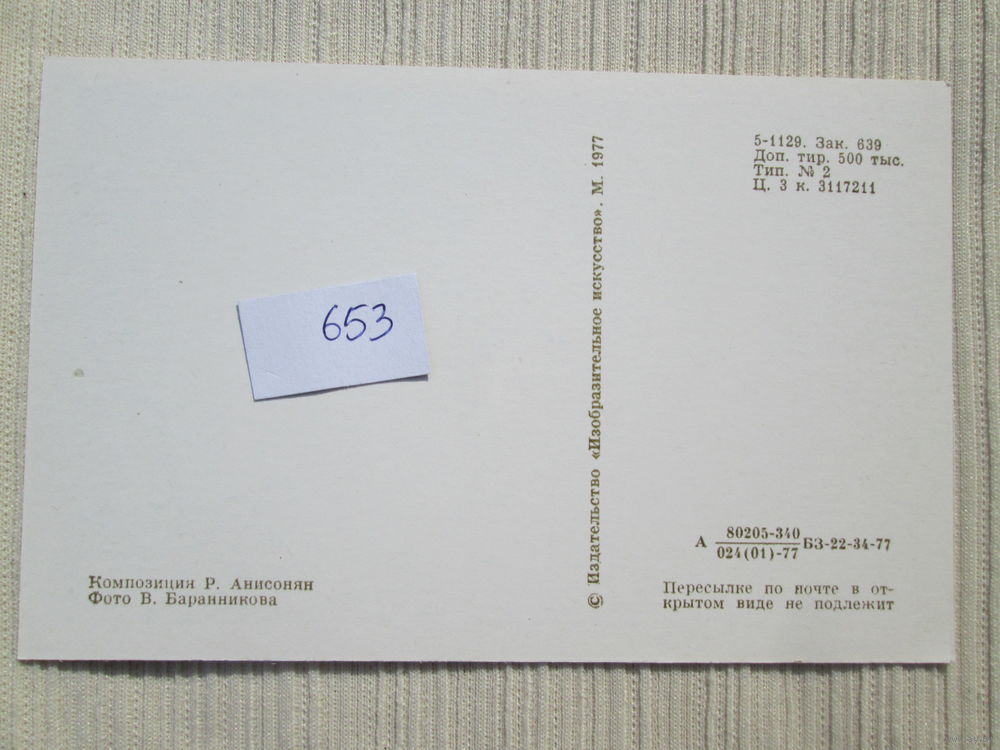 5-1129. Зак. 639
Доп. тир. 500 тыс.
Тип. № 2
Ц. 3 к. 3117211
653
© Издательство «Изобразительное искусство». М. 1977
А 80205-340 БЗ-22-34-77
024(01)-77
Композиция Р. Анисонян
Фото В. Баранникова
Пересылке по почте в от-
крытом виде не подлежит